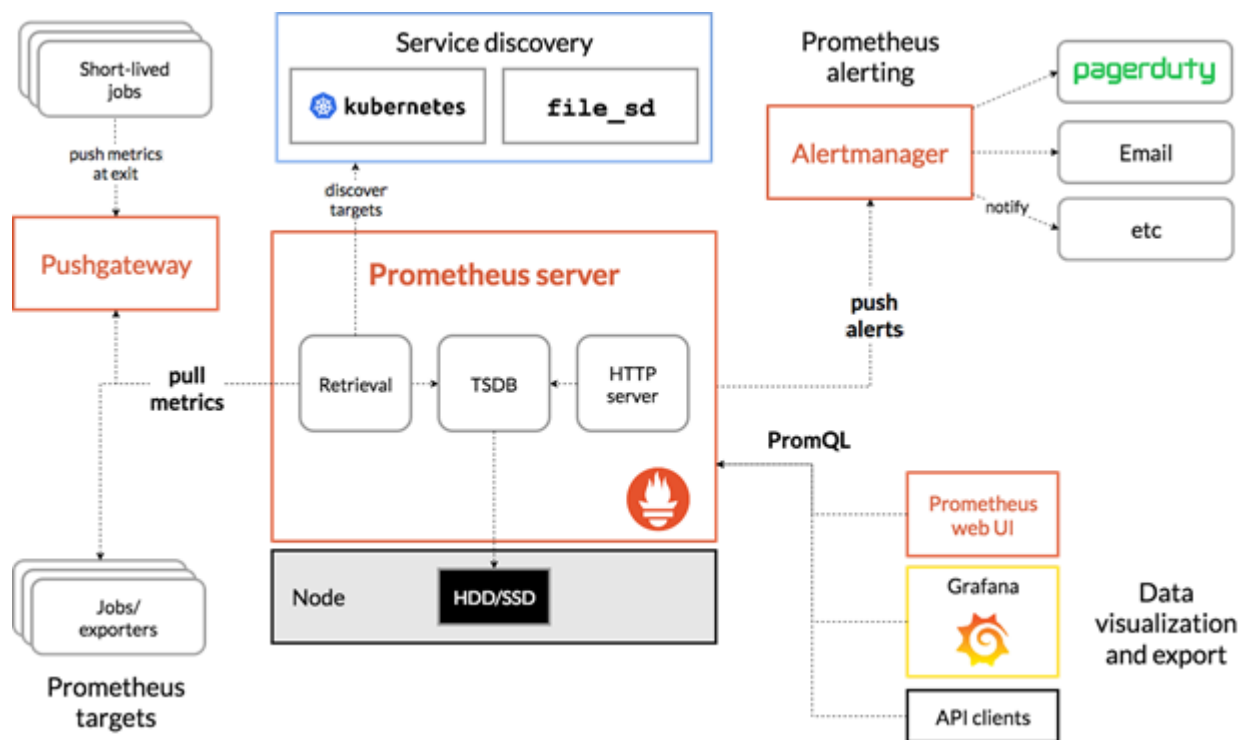 Short-lived
jobs
push metrics
at exit
Pushgateway
pull
metrics
Jobs/
exporters
Prometheus
targets
Service discovery
kubernetes
file_sd
discover
targets
Prometheus server
Retrieval
TSDB
HTTP
server
Node
HDD/SSD
Prometheus
alerting
Alertmanager
pagerduty
Email
notify
etc
push
alerts
PromQL
Prometheus
web UI
Grafana
API clients
Data
visualization
and export